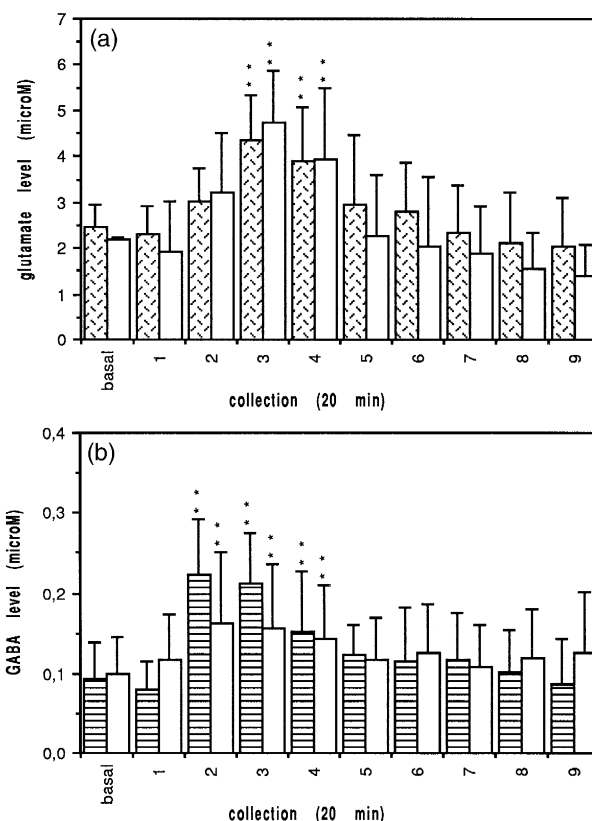 (a)
7
6
5
4
3
2
1
0
glutamate level (microM)
* * * * * * * *
basal 1 2 3 4 5 6 7 8 9
collection (20 min)
(b)
0,4
0,3
0,2
0,1
0,0
GABA level (microM)
* * * * * * * * * * * *
basal 1 2 3 4 5 6 7 8 9
collection (20 min)